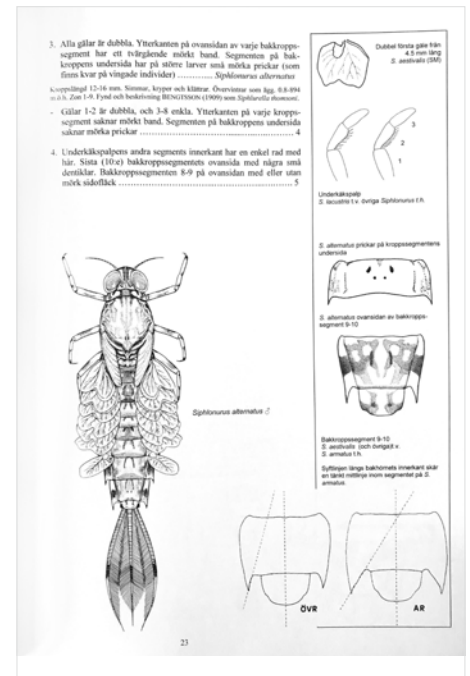 3. Alla gälar är dubbla. Ytterkanten på ovansidan av varje bakkropps-
segment har ett tvärgående mörkt band. Segmenten på bak-
kroppens undersida har på större larver små mörka prickar (som
finns kvar på vingade individer) ............. Siphlonurus alternatus
Kroppslängd 12-16 mm. Simmar, kryper och klättrar. Övervintrar som ägg. 0.8-894
m ö.h. Zon 1-9. Fynd och beskrivning BENGTSSON (1909) som Siphlurella thomsoni.
- Gälar 1-2 är dubbla, och 3-8 enkla. Ytterkanten på varje kropps-
segment saknar mörkt band. Segmenten på bakkroppens undersida
saknar mörka prickar ........................................................ 4
4. Underkäkspalpens andra segments innerkant har en enkel rad med
hår. Sista (10:e) bakkroppssegmentets ovansida med några små
dentiklar. Bakkroppssegmenten 8-9 på ovansidan med eller utan
mörk sidofläck ................................................................ 5
Siphlonurus alternatus ♂
Dubbel första gäle från
4.5 mm lång
S. aestivalis (SM)
3
2
1
Underkäkspalp
S. lacustris t.v. övriga Siphlonurus t.h.
S. alternatus prickar på kroppssegmentens
undersida
S. alternatus ovansidan av bakkropps-
segment 9-10
Bakkroppssegment 9-10
S. aestivalis (och övriga)t.v.
S. armatus t.h.
Syftlinjen längs bakhörnets innerkant skär
en tänkt mittlinje inom segmentet på S.
armatus.
ÖVR
AR
23